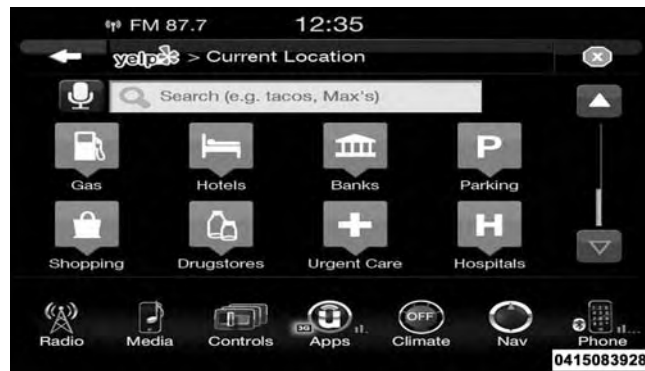 FM 87.7 12:35
yelp > Current Location
Search (e.g. tacos, Max's)
P
Gas Hotels Banks Parking
H
Shopping Drugstores Urgent Care Hospitals
3G U OFF
Radio Media Controls Apps Climate Nav Phone
0415083928